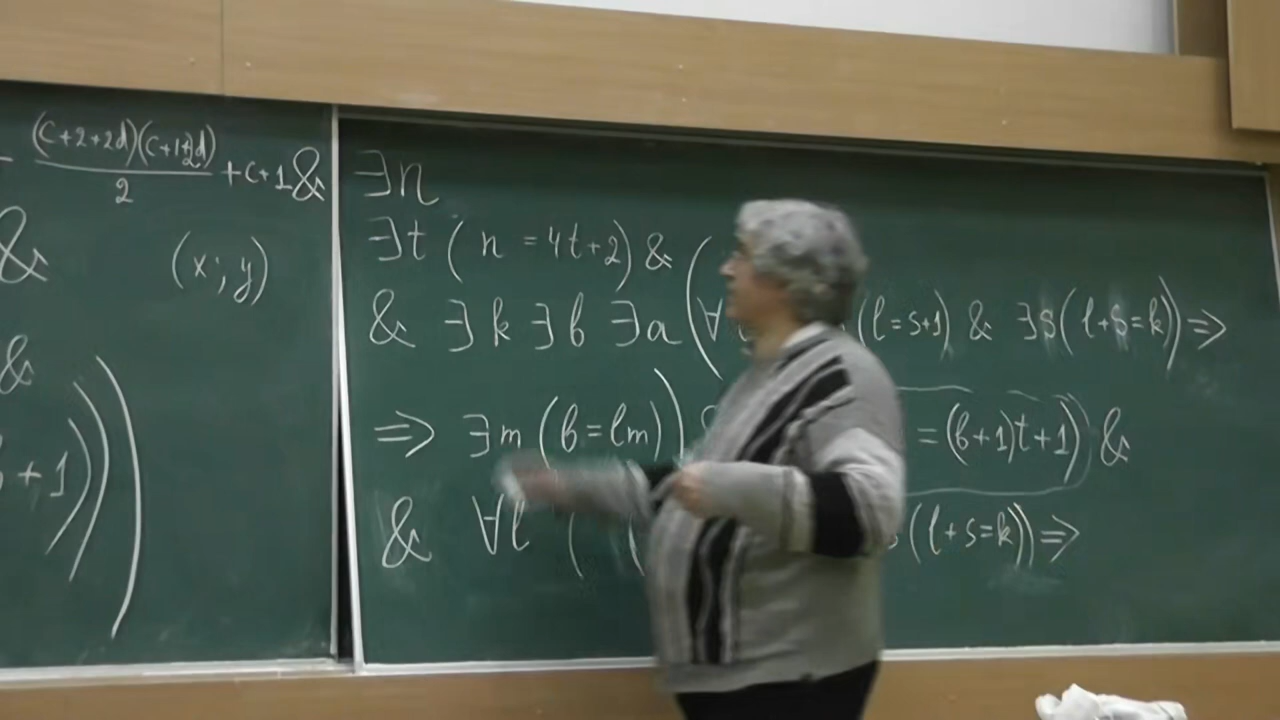 (c+2+2d)(c+1+2d)
2
+c+1 &
&
(x; y)
&
+1)))
∃n
∃t (n = 4t+2) & (
& ∃k ∃b ∃a (∀ (l=s+1) & ∃s(l+s=k)) ⇒
⇒ ∃m (b=lm)) =(b+1)t+1) &
& ∀l ( (l+s=k)) ⇒